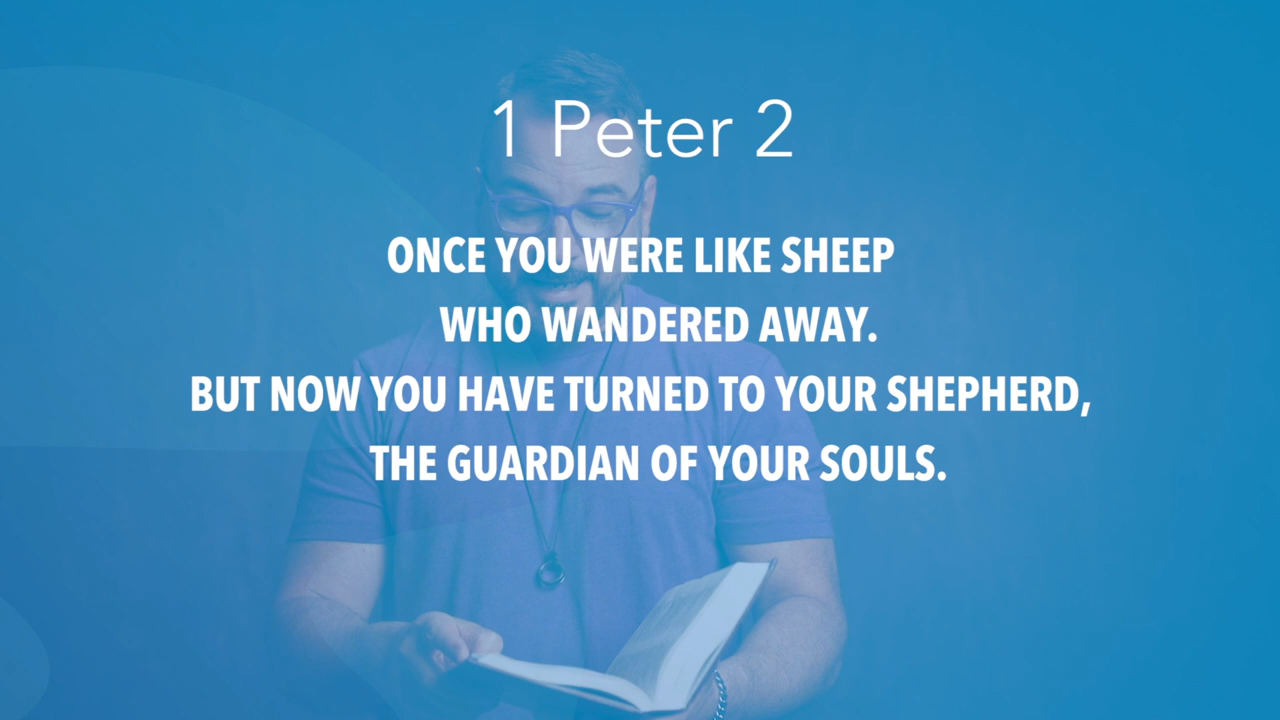 1 Peter 2
ONCE YOU WERE LIKE SHEEP
WHO WANDERED AWAY.
BUT NOW YOU HAVE TURNED TO YOUR SHEPHERD,
THE GUARDIAN OF YOUR SOULS.